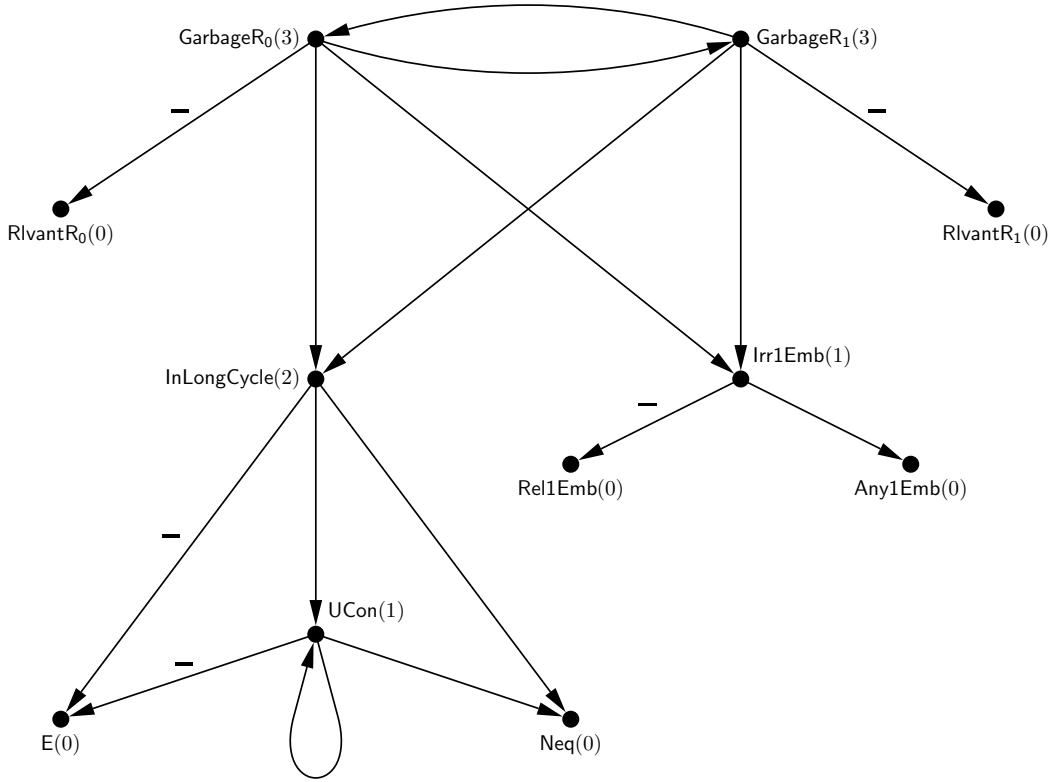 GarbageR₀(3)
GarbageR₁(3)
–
–
RlvantR₀(0)
RlvantR₁(0)
Irr1Emb(1)
InLongCycle(2)
–
Rel1Emb(0)
Any1Emb(0)
–
UCon(1)
–
E(0)
Neq(0)